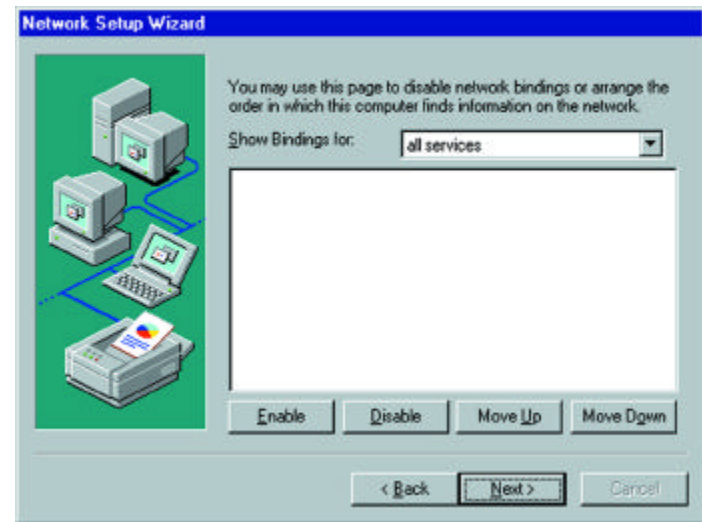 Network Setup Wizard
You may use this page to disable network bindings or arrange the
order in which this computer finds information on the network.
Show Bindings for:
all services
Enable
Disable
Move Up
Move Down
< Back
Next >
Cancel